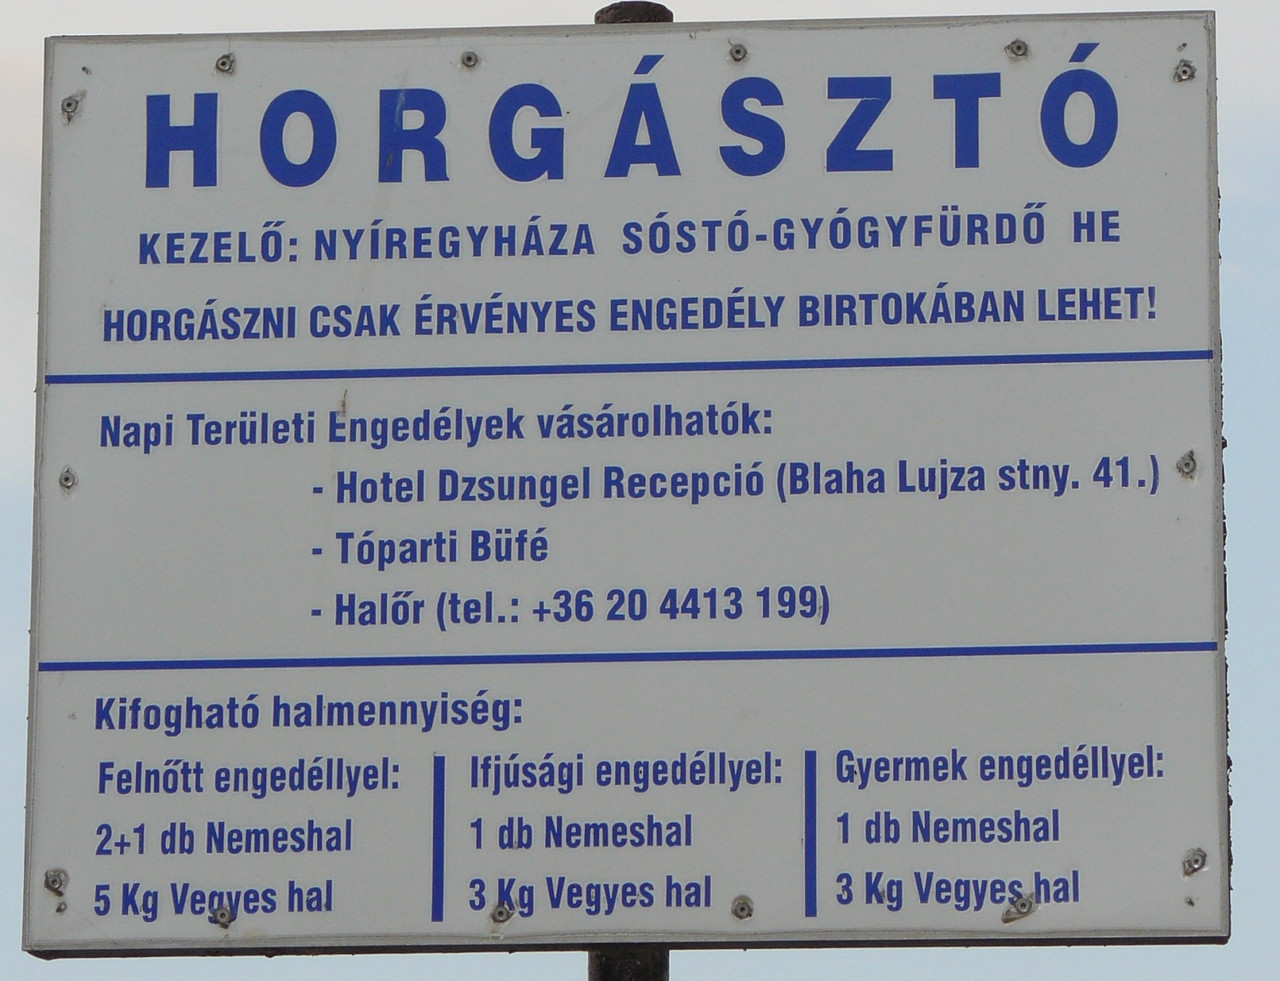 HORGÁSZTÓ
KEZELŐ: NYÍREGYHÁZA SÓSTÓ-GYÓGYFÜRDŐ HE
HORGÁSZNI CSAK ÉRVÉNYES ENGEDÉLY BIRTOKÁBAN LEHET!
Napi Területi Engedélyek vásárolhatók:
- Hotel Dzsungel Recepció (Blaha Lujza stny. 41.)
- Tóparti Büfé
- Halőr (tel.: +36 20 4413 199)
Kifogható halmennyiség:
Felnőtt engedéllyel:
2+1 db Nemeshal
5 Kg Vegyes hal
Ifjúsági engedéllyel:
1 db Nemeshal
3 Kg Vegyes hal
Gyermek engedéllyel:
1 db Nemeshal
3 Kg Vegyes hal